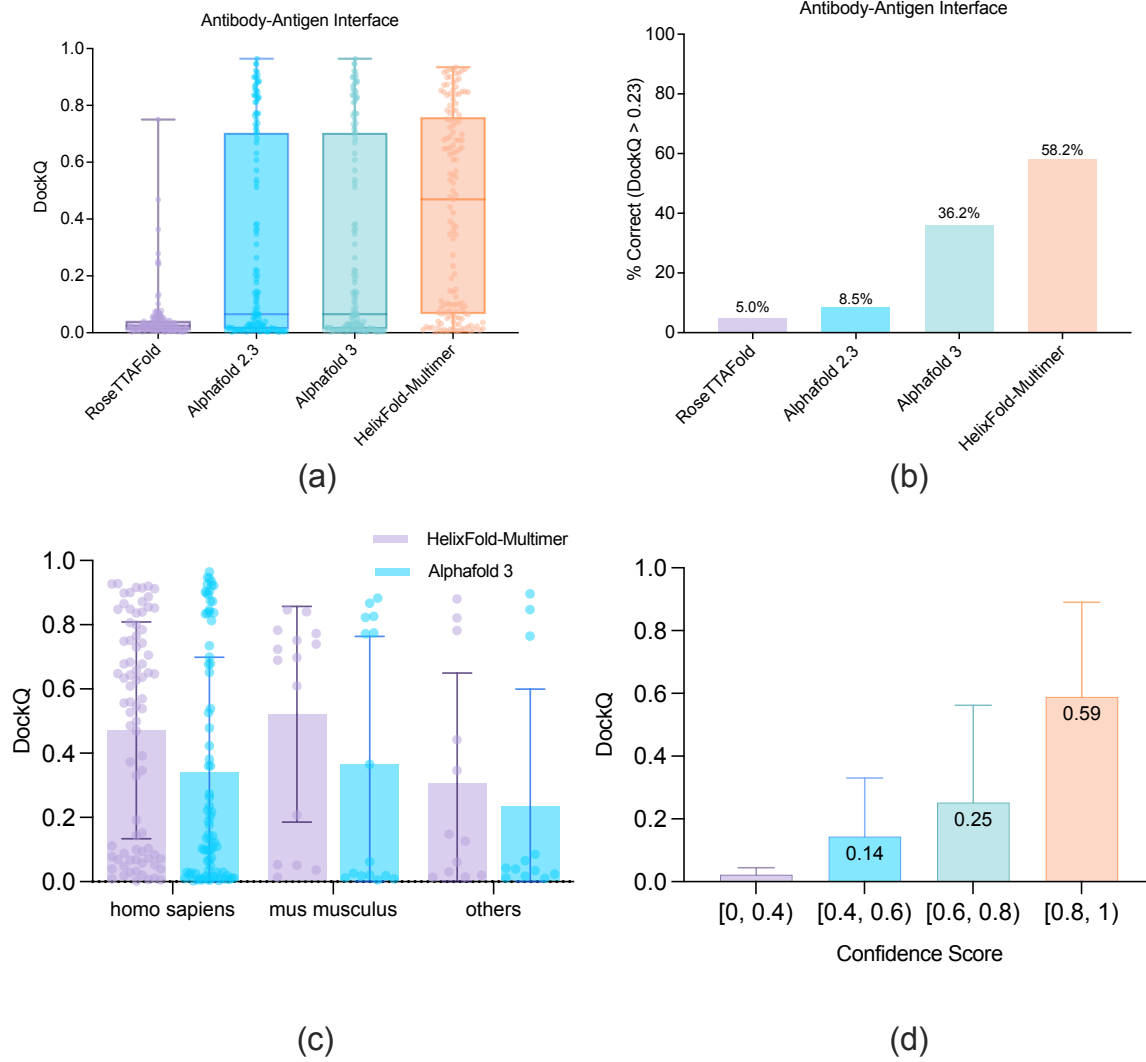 Antibody-Antigen Interface
1.0
0.8
0.6
0.4
0.2
0.0
DockQ
RoseTTAFold
Alphafold 2.3
Alphafold 3
HelixFold-Multimer
(a)
Antibody-Antigen Interface
100
80
60
40
20
0
% Correct (DockQ > 0.23)
5.0%
8.5%
36.2%
58.2%
RoseTTAFold
Alphafold 2.3
Alphafold 3
HelixFold-Multimer
(b)
HelixFold-Multimer
Alphafold 3
1.0
0.8
0.6
0.4
0.2
0.0
DockQ
homo sapiens
mus musculus
others
(c)
1.0
0.8
0.6
0.4
0.2
0.0
DockQ
0.14
0.25
0.59
[0, 0.4)
[0.4, 0.6)
[0.6, 0.8)
[0.8, 1)
Confidence Score
(d)